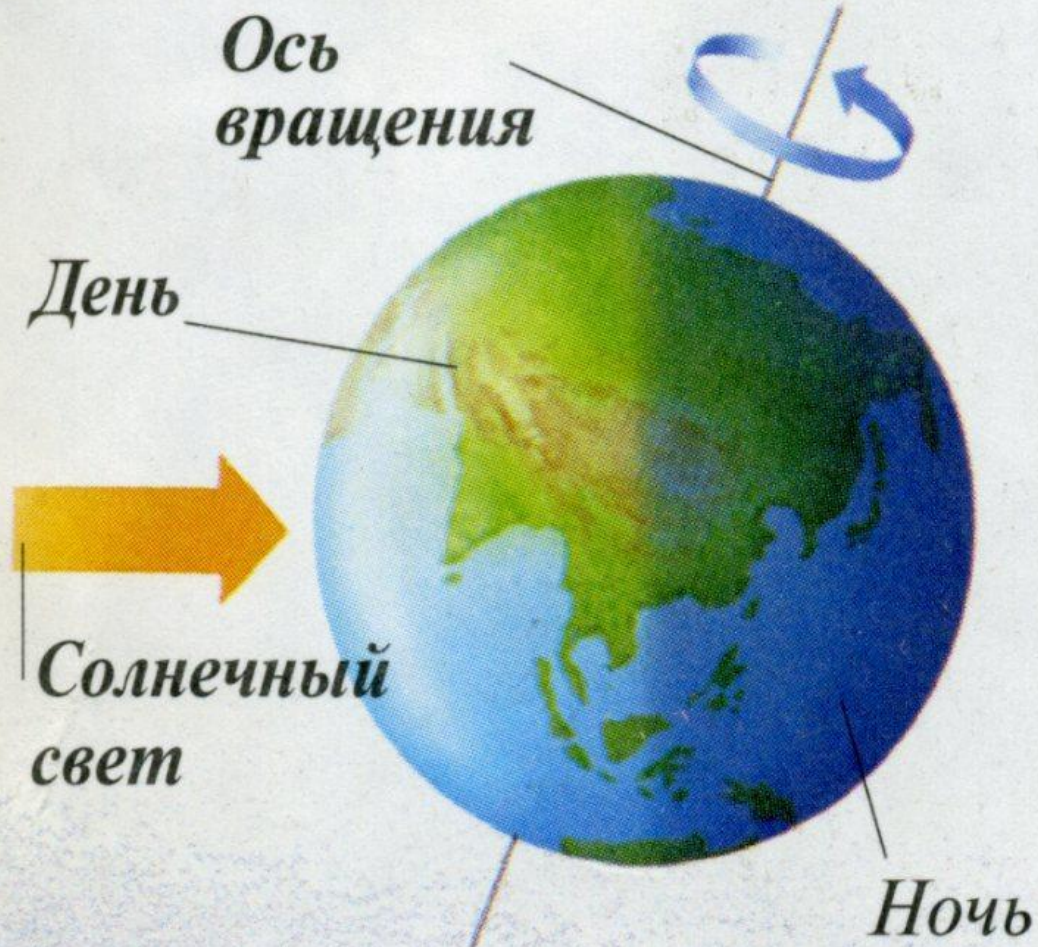 Ось
вращения
День
Солнечный
свет
Ночь